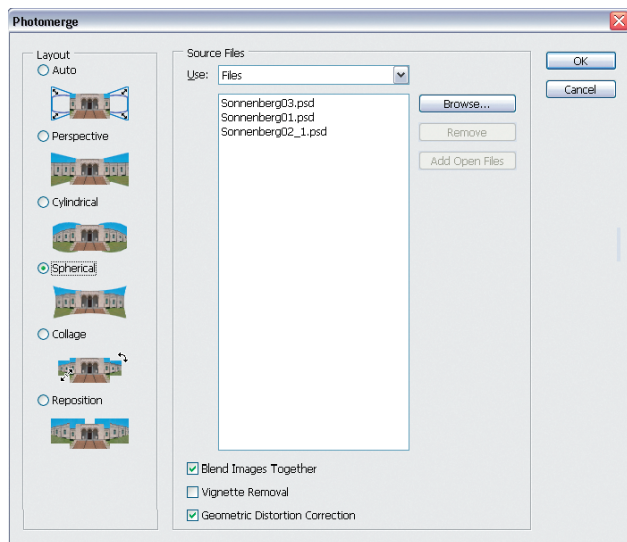 Photomerge
Layout
Auto
Perspective
Cylindrical
Spherical
Collage
Reposition
Source Files
Use: Files
Sonnenberg03.psd
Sonnenberg01.psd
Sonnenberg02_1.psd
Browse...
Remove
Add Open Files
Blend Images Together
Vignette Removal
Geometric Distortion Correction
OK
Cancel